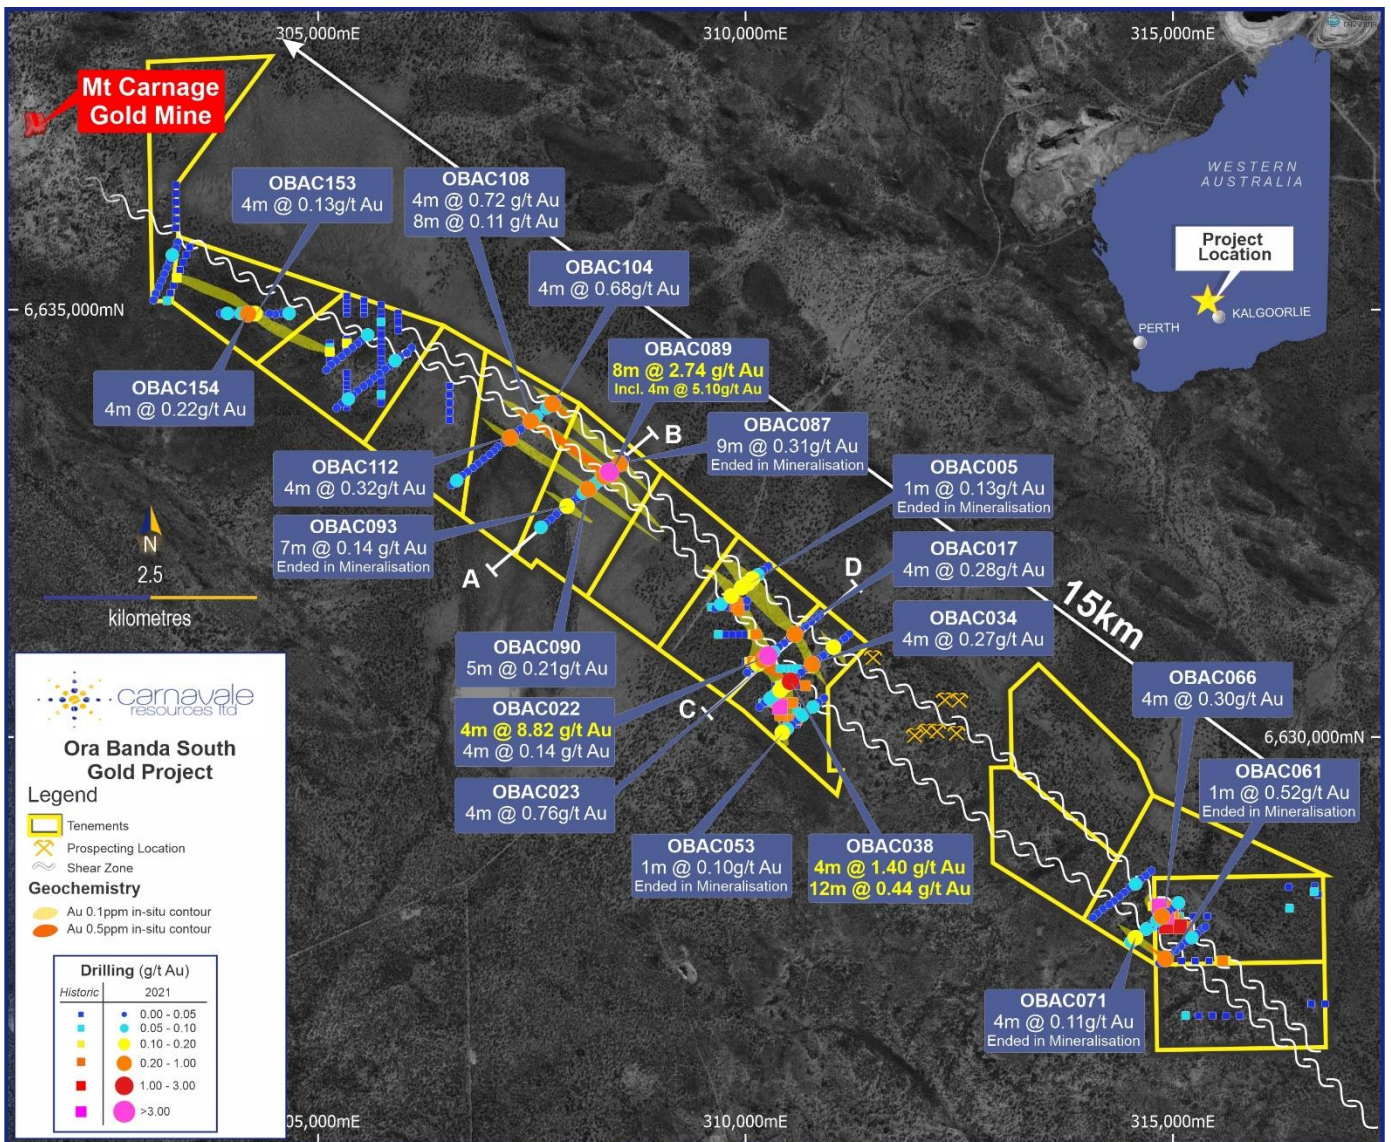 305,000mE
310,000mE
315,000mE
Mt Carnage
Gold Mine
WESTERN
AUSTRALIA
Project
Location
KALGOORLIE
PERTH
6,635,000mN
OBAC153
4m @ 0.13g/t Au
OBAC108
4m @ 0.72 g/t Au
8m @ 0.11 g/t Au
OBAC104
4m @ 0.68g/t Au
OBAC089
8m @ 2.74 g/t Au
Incl. 4m @ 5.10g/t Au
OBAC154
4m @ 0.22g/t Au
B
OBAC087
9m @ 0.31g/t Au
Ended in Mineralisation
OBAC112
4m @ 0.32g/t Au
OBAC005
1m @ 0.13g/t Au
Ended in Mineralisation
OBAC093
7m @ 0.14 g/t Au
Ended in Mineralisation
A
N
2.5
kilometres
D
OBAC017
4m @ 0.28g/t Au
15km
OBAC034
4m @ 0.27g/t Au
OBAC090
5m @ 0.21g/t Au
OBAC022
4m @ 8.82 g/t Au
4m @ 0.14 g/t Au
C
OBAC066
4m @ 0.30g/t Au
6,630,000mN
OBAC023
4m @ 0.76g/t Au
OBAC061
1m @ 0.52g/t Au
Ended in Mineralisation
OBAC053
1m @ 0.10g/t Au
Ended in Mineralisation
OBAC038
4m @ 1.40 g/t Au
12m @ 0.44 g/t Au
OBAC071
4m @ 0.11g/t Au
Ended in Mineralisation
carnavale
resources ltd
Ora Banda South
Gold Project
Legend
Tenements
Prospecting Location
Shear Zone
Geochemistry
Au 0.1ppm in-situ contour
Au 0.5ppm in-situ contour
Drilling (g/t Au)
Historic 2021
0.00 - 0.05
0.05 - 0.10
0.10 - 0.20
0.20 - 1.00
1.00 - 3.00
>3.00
05,000mE
310,000mE
315,000mE